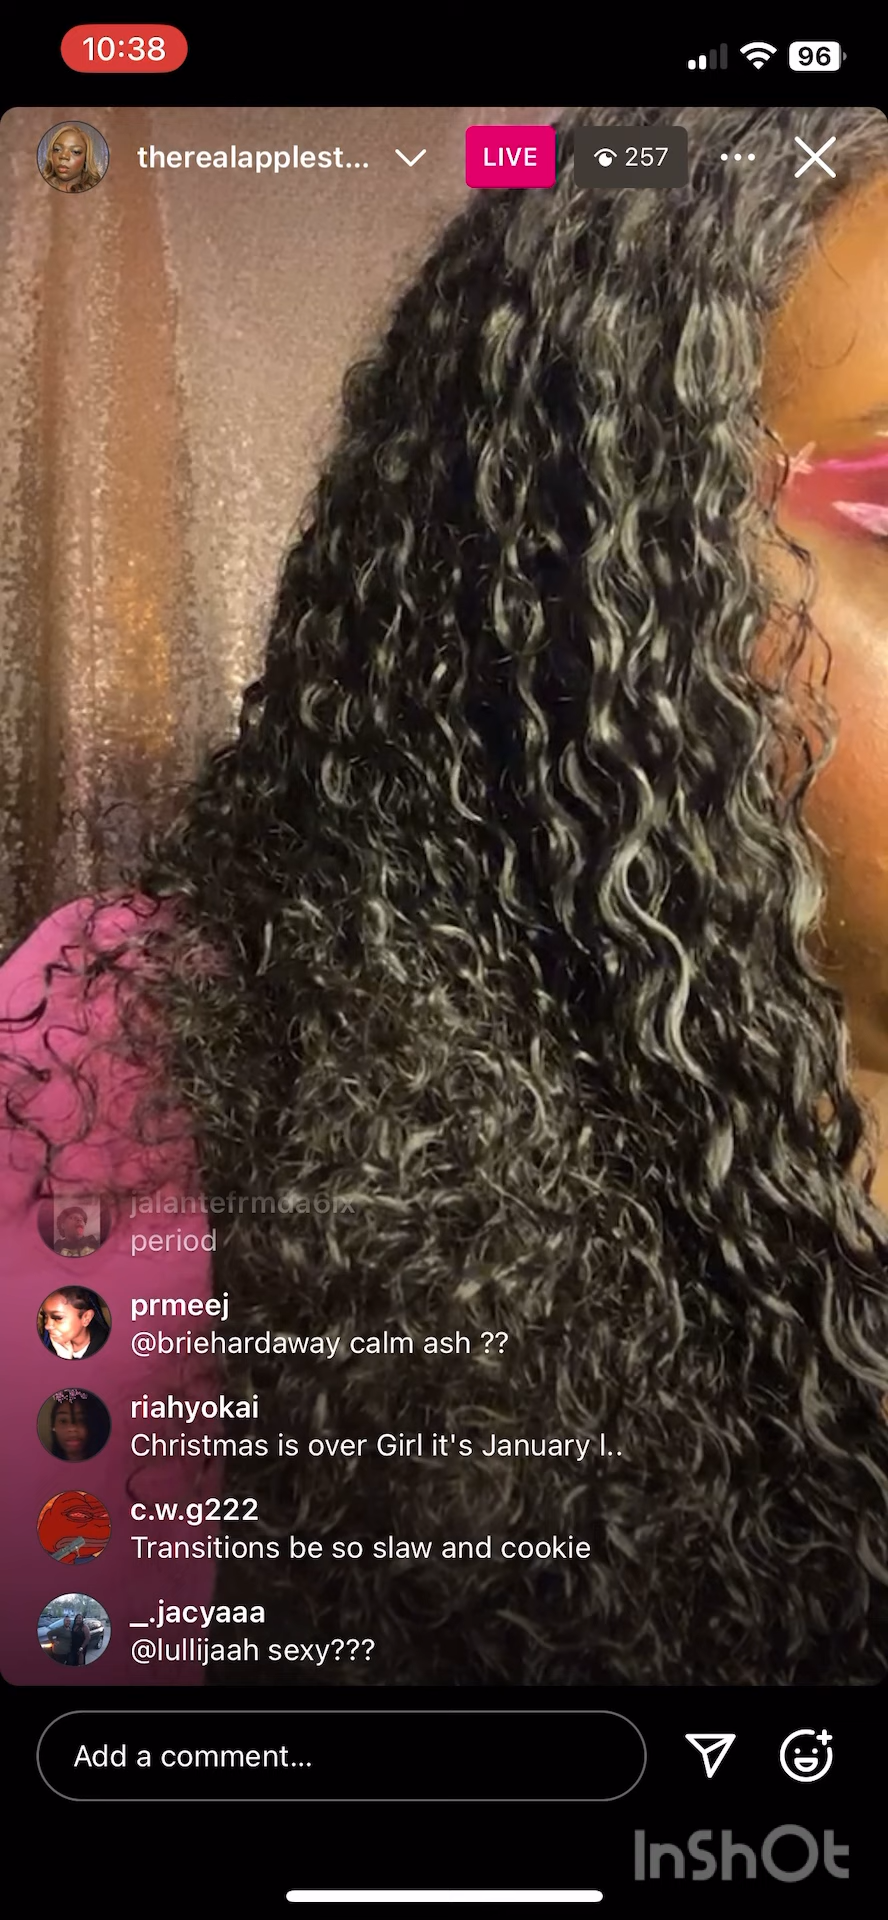 10:38
96
therealapplest...
LIVE
257
jalantefrmda6ix
period
prmeej
@briehardaway calm ash ??
riahyokai
Christmas is over Girl it's January l..
c.w.g222
Transitions be so slaw and cookie
_.jacyaaa
@lullijaah sexy???
Add a comment...
InShOt